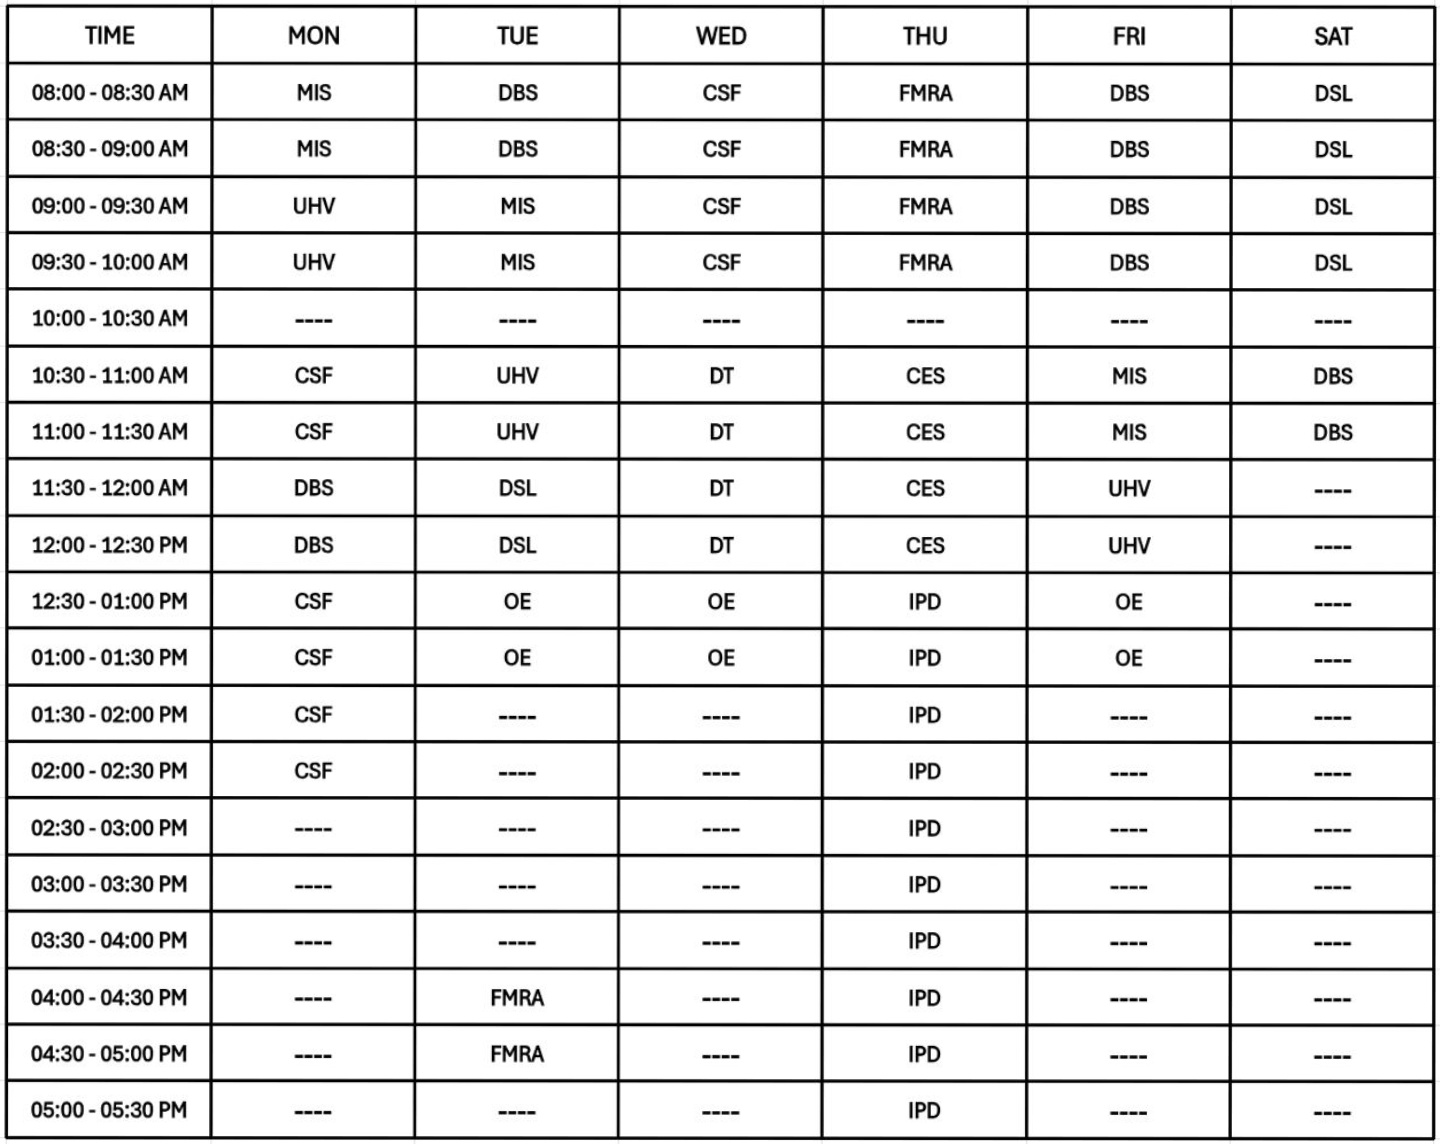 TIME MON TUE WED THU FRI SAT
08:00 - 08:30 AM MIS DBS CSF FMRA DBS DSL
08:30 - 09:00 AM MIS DBS CSF FMRA DBS DSL
09:00 - 09:30 AM UHV MIS CSF FMRA DBS DSL
09:30 - 10:00 AM UHV MIS CSF FMRA DBS DSL
10:00 - 10:30 AM ---- ---- ---- ---- ---- ----
10:30 - 11:00 AM CSF UHV DT CES MIS DBS
11:00 - 11:30 AM CSF UHV DT CES MIS DBS
11:30 - 12:00 AM DBS DSL DT CES UHV ----
12:00 - 12:30 PM DBS DSL DT CES UHV ----
12:30 - 01:00 PM CSF OE OE IPD OE ----
01:00 - 01:30 PM CSF OE OE IPD OE ----
01:30 - 02:00 PM CSF ---- ---- IPD ---- ----
02:00 - 02:30 PM CSF ---- ---- IPD ---- ----
02:30 - 03:00 PM ---- ---- ---- IPD ---- ----
03:00 - 03:30 PM ---- ---- ---- IPD ---- ----
03:30 - 04:00 PM ---- ---- ---- IPD ---- ----
04:00 - 04:30 PM ---- FMRA ---- IPD ---- ----
04:30 - 05:00 PM ---- FMRA ---- IPD ---- ----
05:00 - 05:30 PM ---- ---- ---- IPD ---- ----